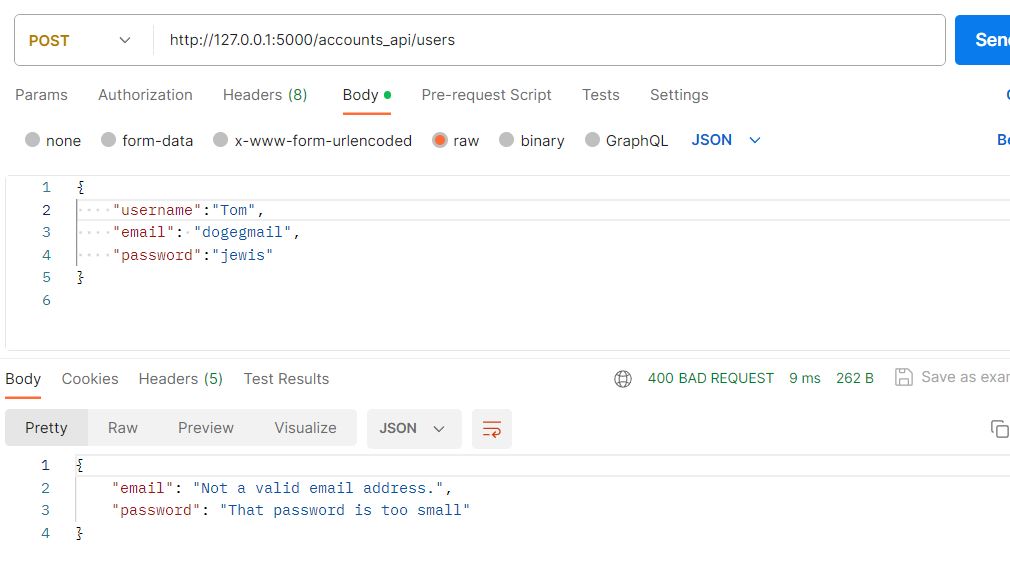 POST http://127.0.0.1:5000/accounts_api/users
Params Authorization Headers (8) Body Pre-request Script Tests Settings
none form-data x-www-form-urlencoded raw binary GraphQL JSON
1 {
2 "username":"Tom",
3 "email": "dogegmail",
4 "password":"jewis"
5 }
6
Body Cookies Headers (5) Test Results 400 BAD REQUEST 9 ms 262 B Save as
Pretty Raw Preview Visualize JSON
1 {
2 "email": "Not a valid email address.",
3 "password": "That password is too small"
4 }